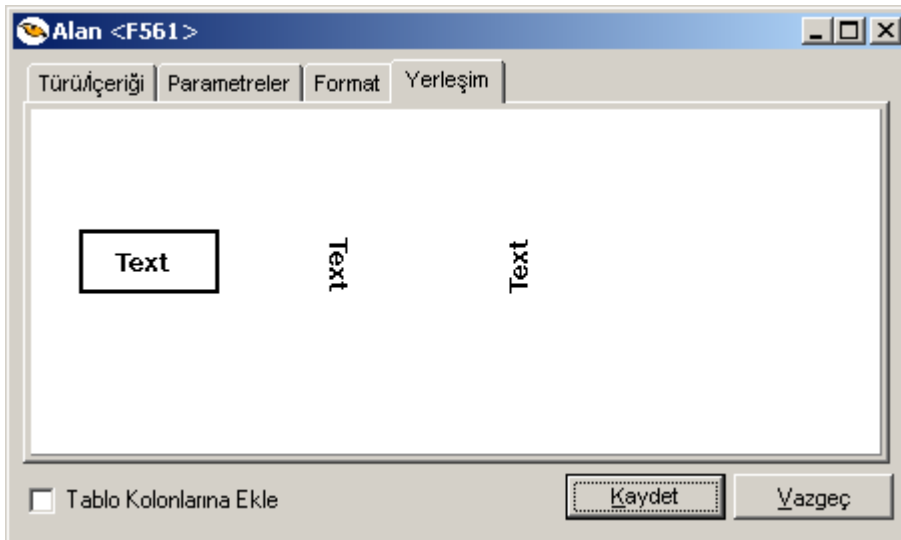 Alan <F561>
Türü/İçeriği Parametreler Format Yerleşim
Text Text Text
Tablo Kolonlarına Ekle Kaydet Vazgeç